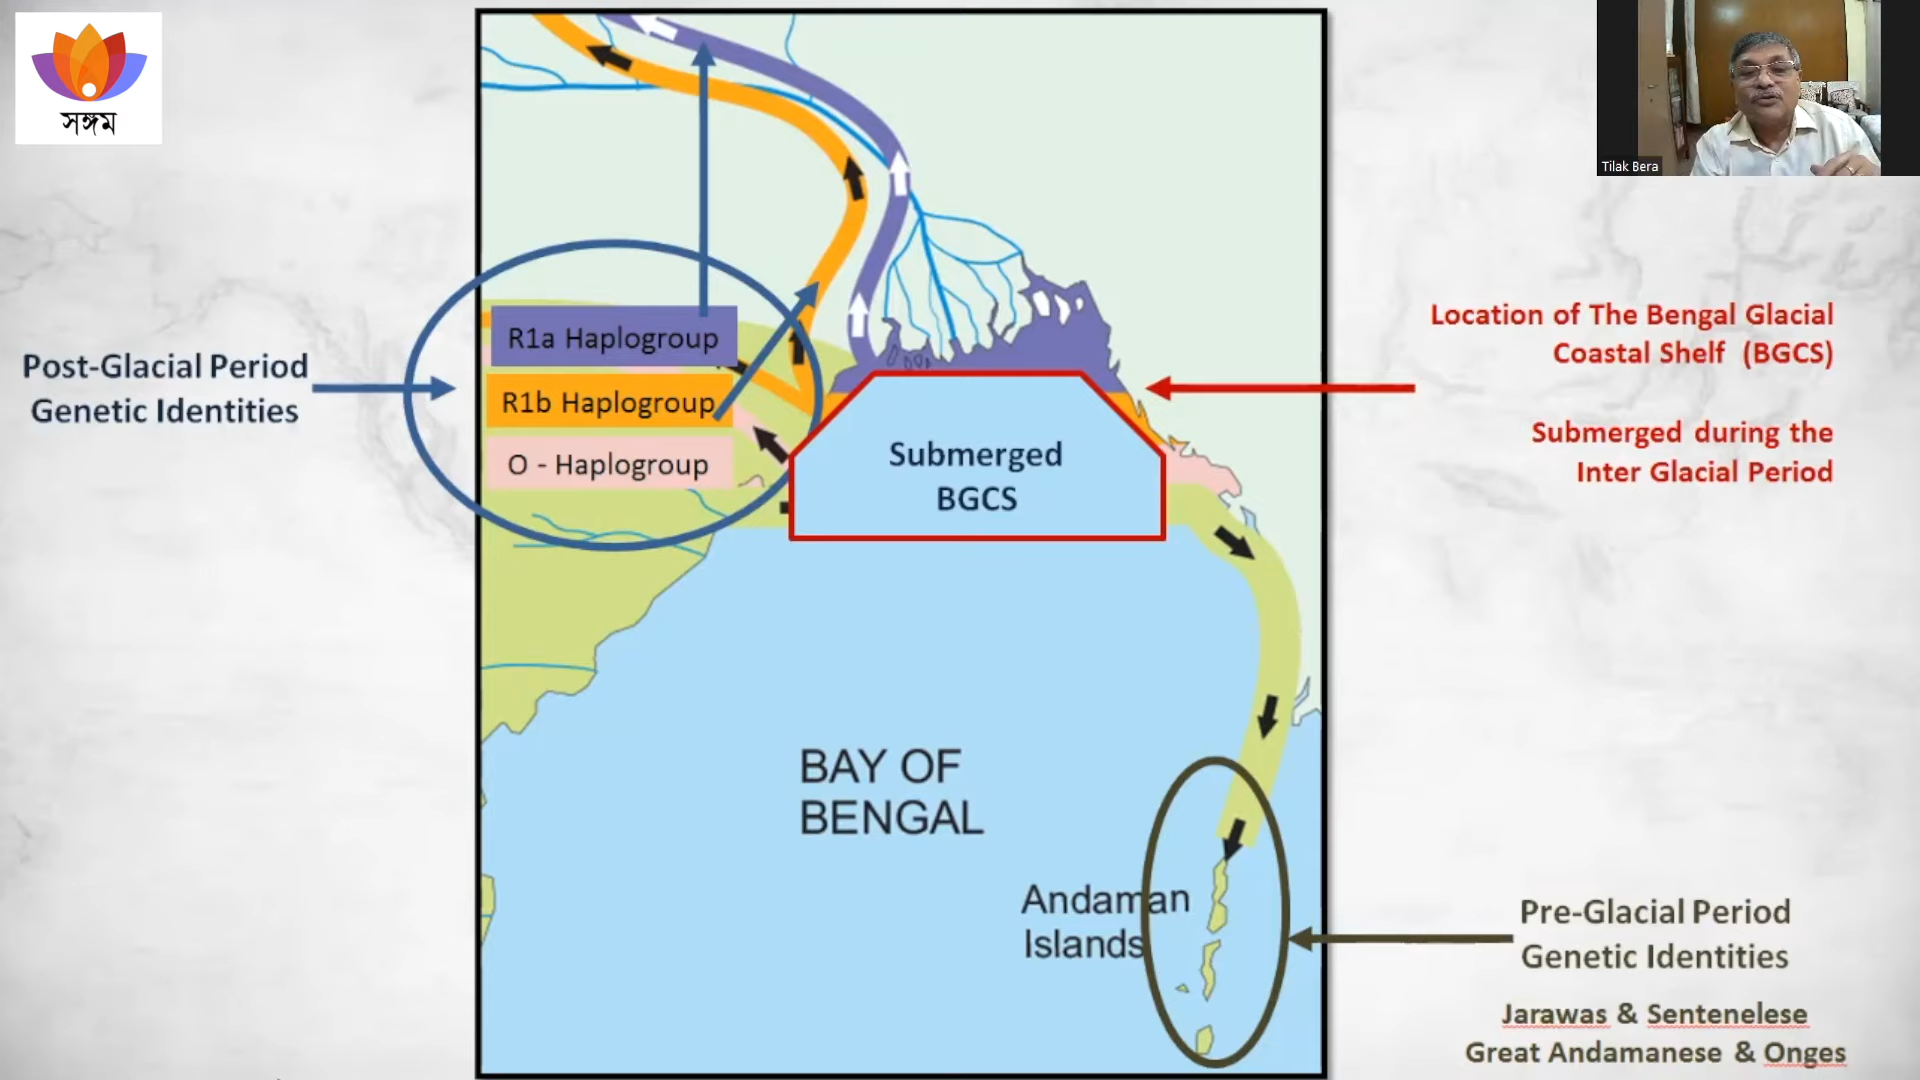 সঙ্গম
Tilak Bera
Post-Glacial Period
Genetic Identities
R1a Haplogroup
R1b Haplogroup
O - Haplogroup
Submerged
BGCS
Location of The Bengal Glacial
Coastal Shelf (BGCS)
Submerged during the
Inter Glacial Period
BAY OF
BENGAL
Andaman
Islands
Pre-Glacial Period
Genetic Identities
Jarawas & Sentenelese
Great Andamanese & Onges